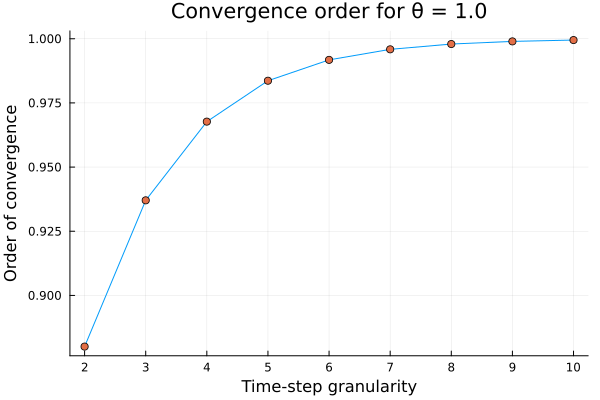 Convergence order for θ = 1.0
Order of convergence
1.000
0.975
0.950
0.925
0.900
2 3 4 5 6 7 8 9 10
Time-step granularity